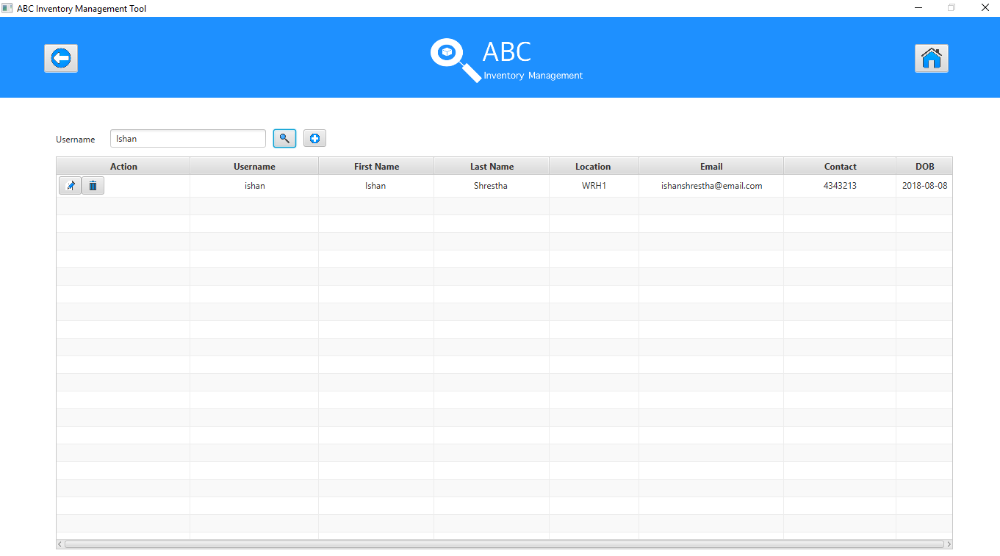 ABC Inventory Management Tool
ABC
Inventory Management
Username Ishan
Action Username First Name Last Name Location Email Contact DOB
ishan Ishan Shrestha WRH1 ishanshrestha@email.com 4343213 2018-08-08